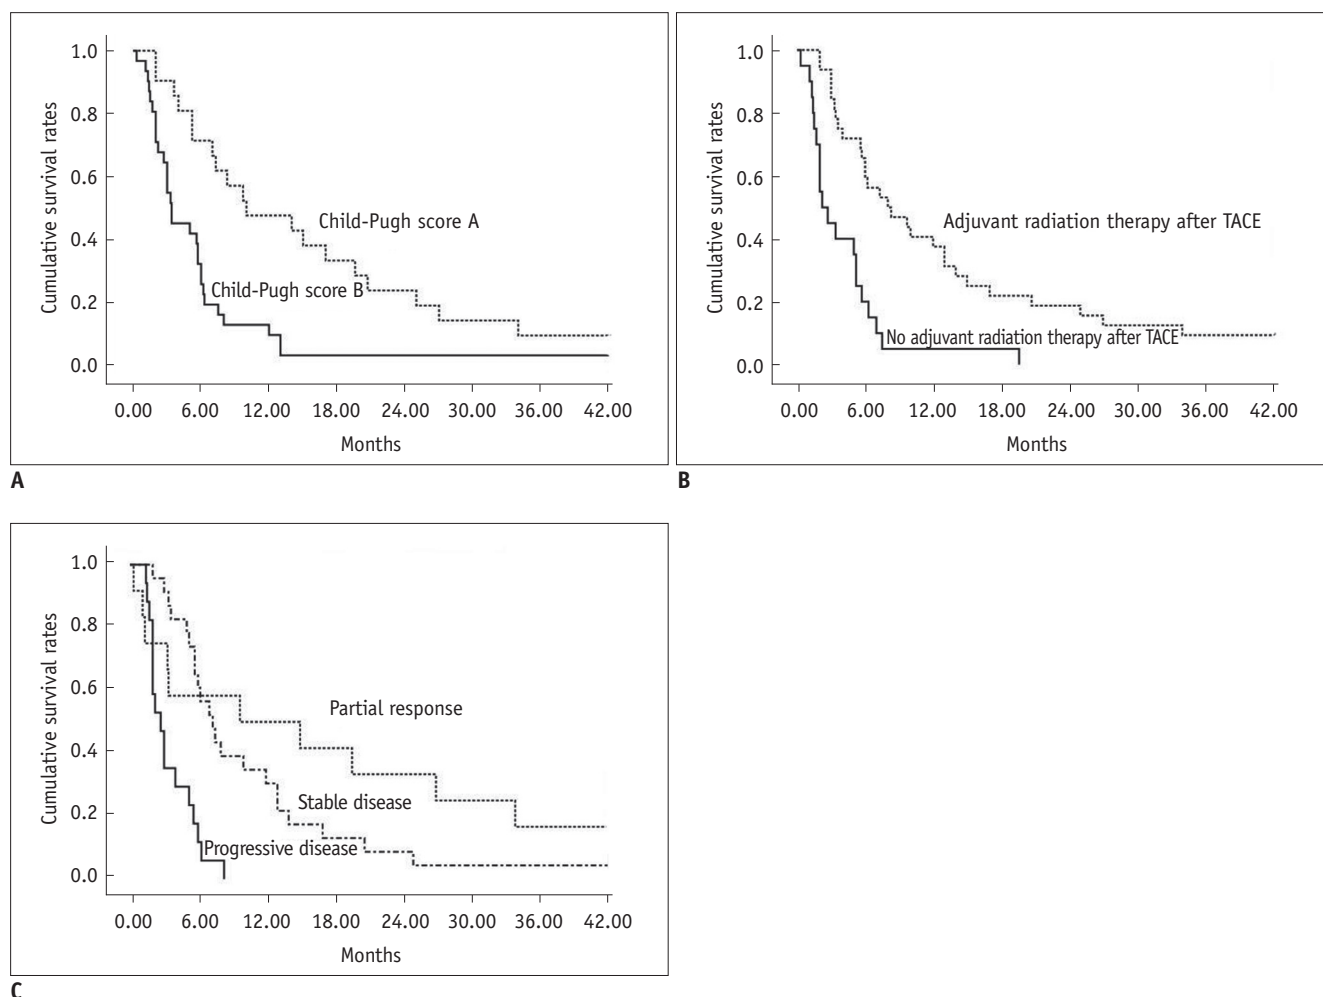 1.0
0.8
0.6
0.4
0.2
0.0
Cumulative survival rates
Child-Pugh score A
Child-Pugh score B
0.00 6.00 12.00 18.00 24.00 30.00 36.00 42.00
Months
A
1.0
0.8
0.6
0.4
0.2
0.0
Cumulative survival rates
Adjuvant radiation therapy after TACE
No adjuvant radiation therapy after TACE
0.00 6.00 12.00 18.00 24.00 30.00 36.00 42.00
Months
B
1.0
0.8
0.6
0.4
0.2
0.0
Cumulative survival rates
Partial response
Stable disease
Progressive disease
0.00 6.00 12.00 18.00 24.00 30.00 36.00 42.00
Months
C